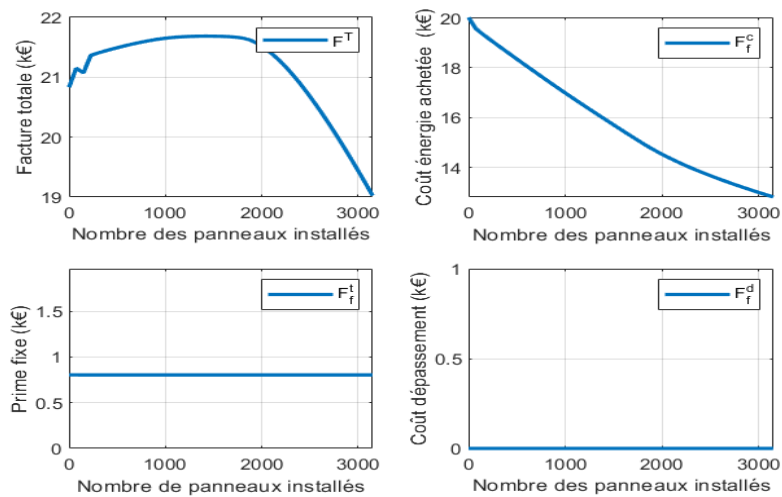 22
21
20
19
Facture totale (k€)
F^T
0 1000 2000 3000
Nombre des panneaux installés
20
18
16
14
Coût énergie achetée (k€)
F_f^c
0 1000 2000 3000
Nombre des panneaux installés
1.5
1
0.5
0
Prime fixe (k€)
F_f^t
0 1000 2000 3000
Nombre de panneaux installés
1
0.5
0
Coût dépassement (k€)
F_f^d
0 1000 2000 3000
Nombre de panneaux installés